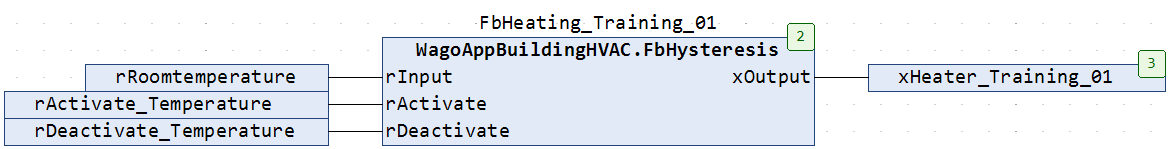 FbHeating_Training_01
2
WagoAppBuildingHVAC.FbHysteresis
3
rRoomtemperature rInput xOutput xHeater_Training_01
rActivate_Temperature rActivate
rDeactivate_Temperature rDeactivate